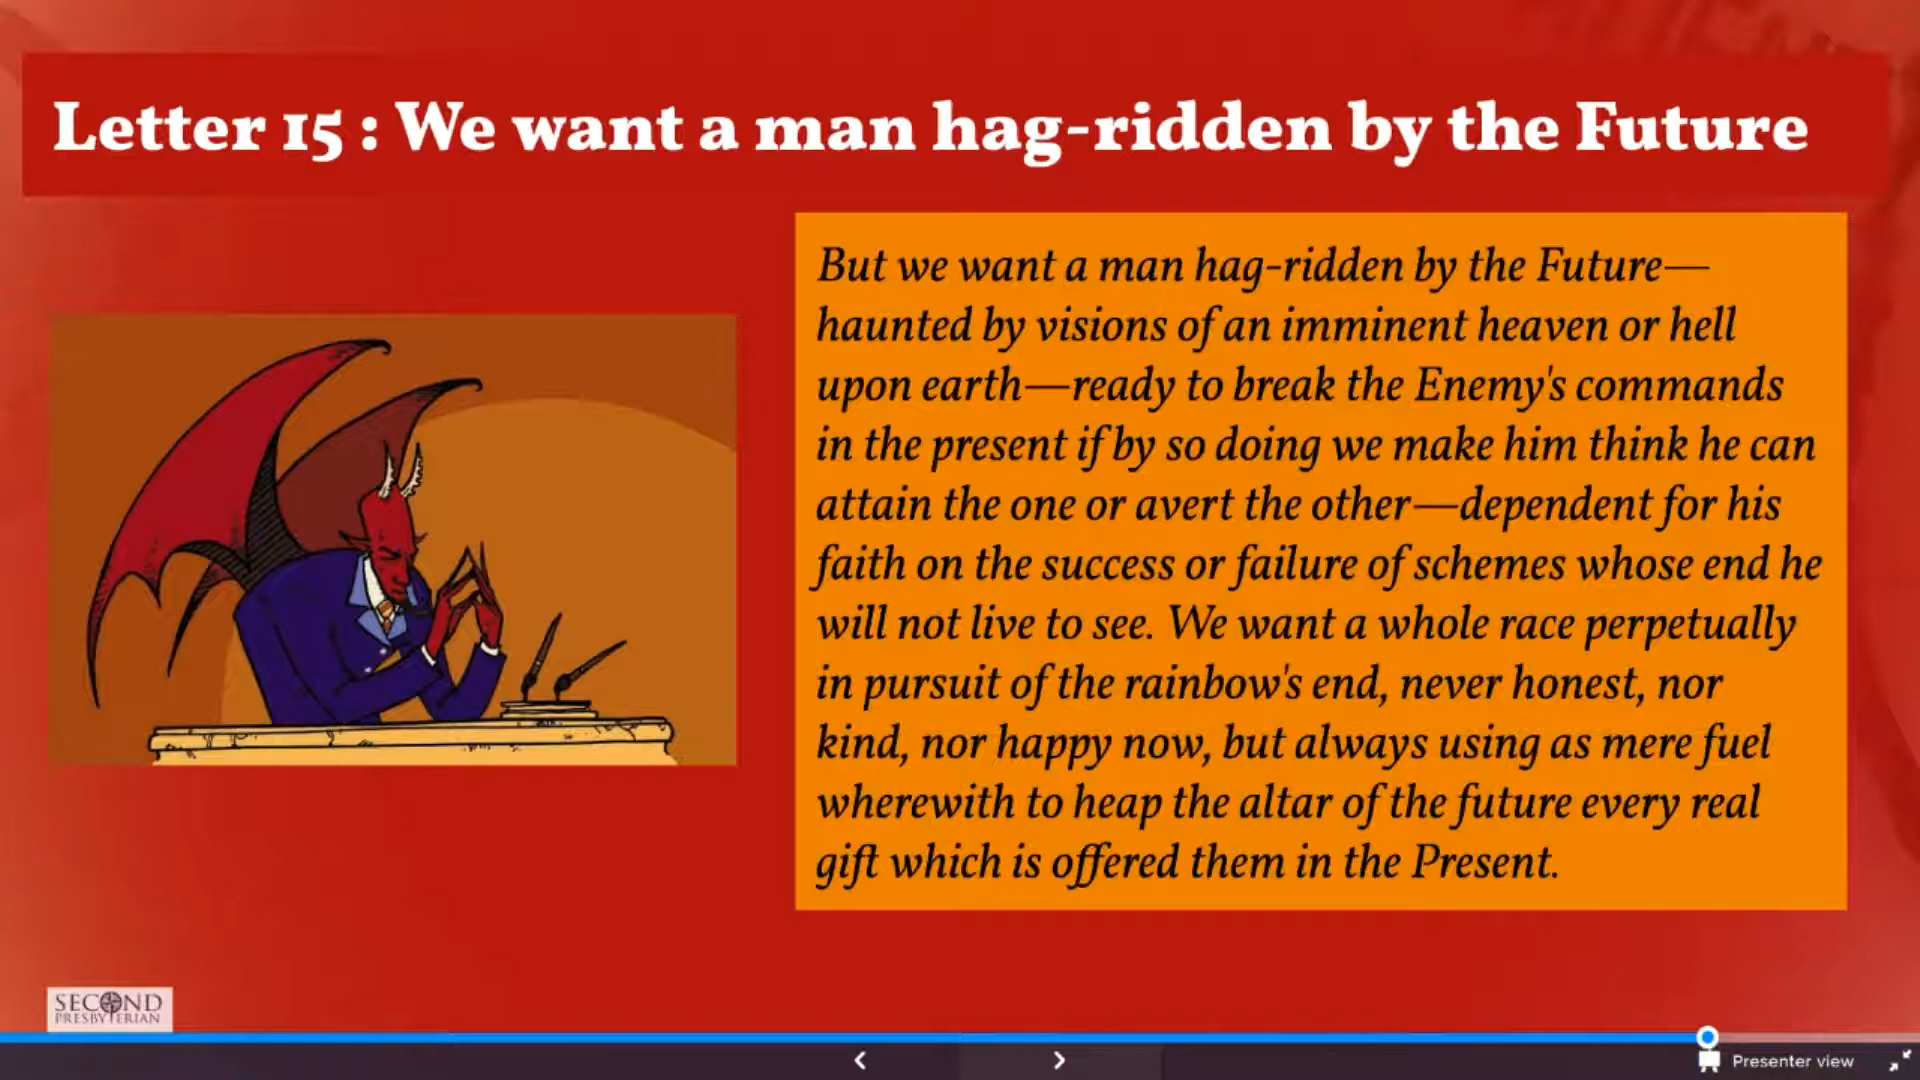 Letter 15 : We want a man hag-ridden by the Future
But we want a man hag-ridden by the Future—
haunted by visions of an imminent heaven or hell
upon earth—ready to break the Enemy's commands
in the present if by so doing we make him think he can
attain the one or avert the other—dependent for his
faith on the success or failure of schemes whose end he
will not live to see. We want a whole race perpetually
in pursuit of the rainbow's end, never honest, nor
kind, nor happy now, but always using as mere fuel
wherewith to heap the altar of the future every real
gift which is offered them in the Present.
SECOND
PRESBYTERIAN
Presenter view